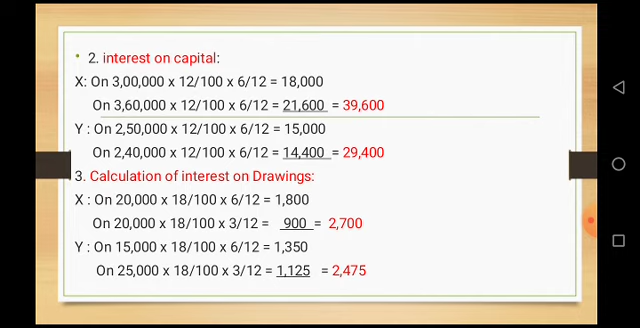 • 2. interest on capital:
X: On 3,00,000 x 12/100 x 6/12 = 18,000
On 3,60,000 x 12/100 x 6/12 = 21,600 = 39,600
Y : On 2,50,000 x 12/100 x 6/12 = 15,000
On 2,40,000 x 12/100 x 6/12 = 14,400 = 29,400
3. Calculation of interest on Drawings:
X : On 20,000 x 18/100 x 6/12 = 1,800
On 20,000 x 18/100 x 3/12 = 900 = 2,700
Y : On 15,000 x 18/100 x 6/12 = 1,350
On 25,000 x 18/100 x 3/12 = 1,125 = 2,475